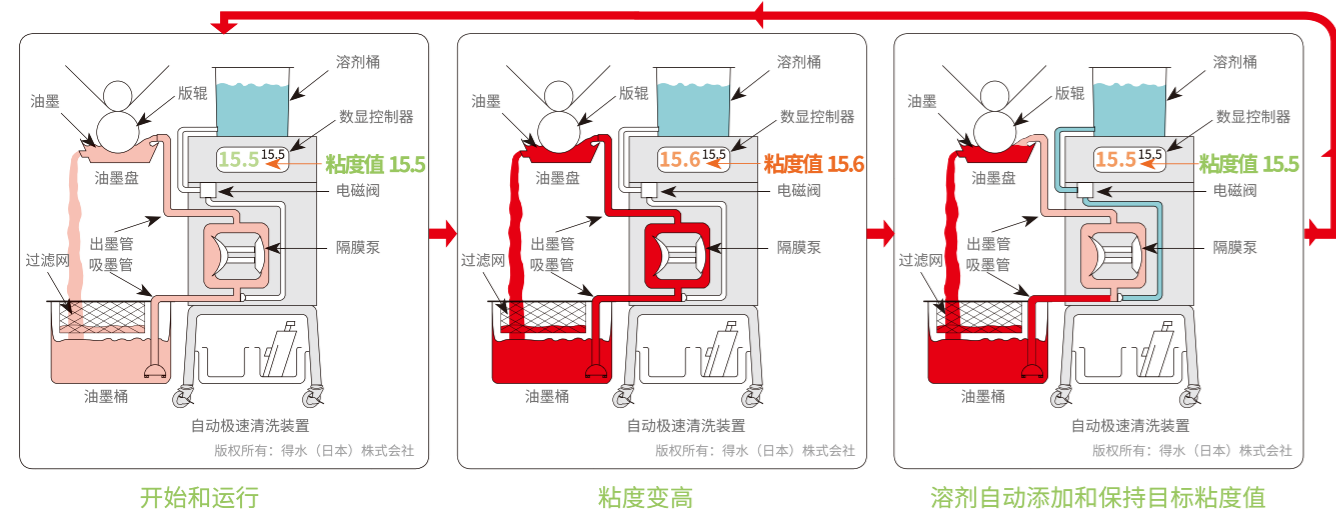 溶剂桶
油墨
版辊
数显控制器
15.5 15.5
粘度值 15.5
油墨盘
电磁阀
出墨管
吸墨管
过滤网
隔膜泵
油墨桶
自动极速清洗装置
版权所有：得水（日本）株式会社
开始和运行
溶剂桶
油墨
版辊
数显控制器
15.6 15.5
粘度值 15.6
油墨盘
电磁阀
出墨管
吸墨管
过滤网
隔膜泵
油墨桶
自动极速清洗装置
版权所有：得水（日本）株式会社
粘度变高
溶剂桶
油墨
版辊
数显控制器
15.5 15.5
粘度值 15.5
油墨盘
电磁阀
出墨管
吸墨管
过滤网
隔膜泵
油墨桶
自动极速清洗装置
版权所有：得水（日本）株式会社
溶剂自动添加和保持目标粘度值